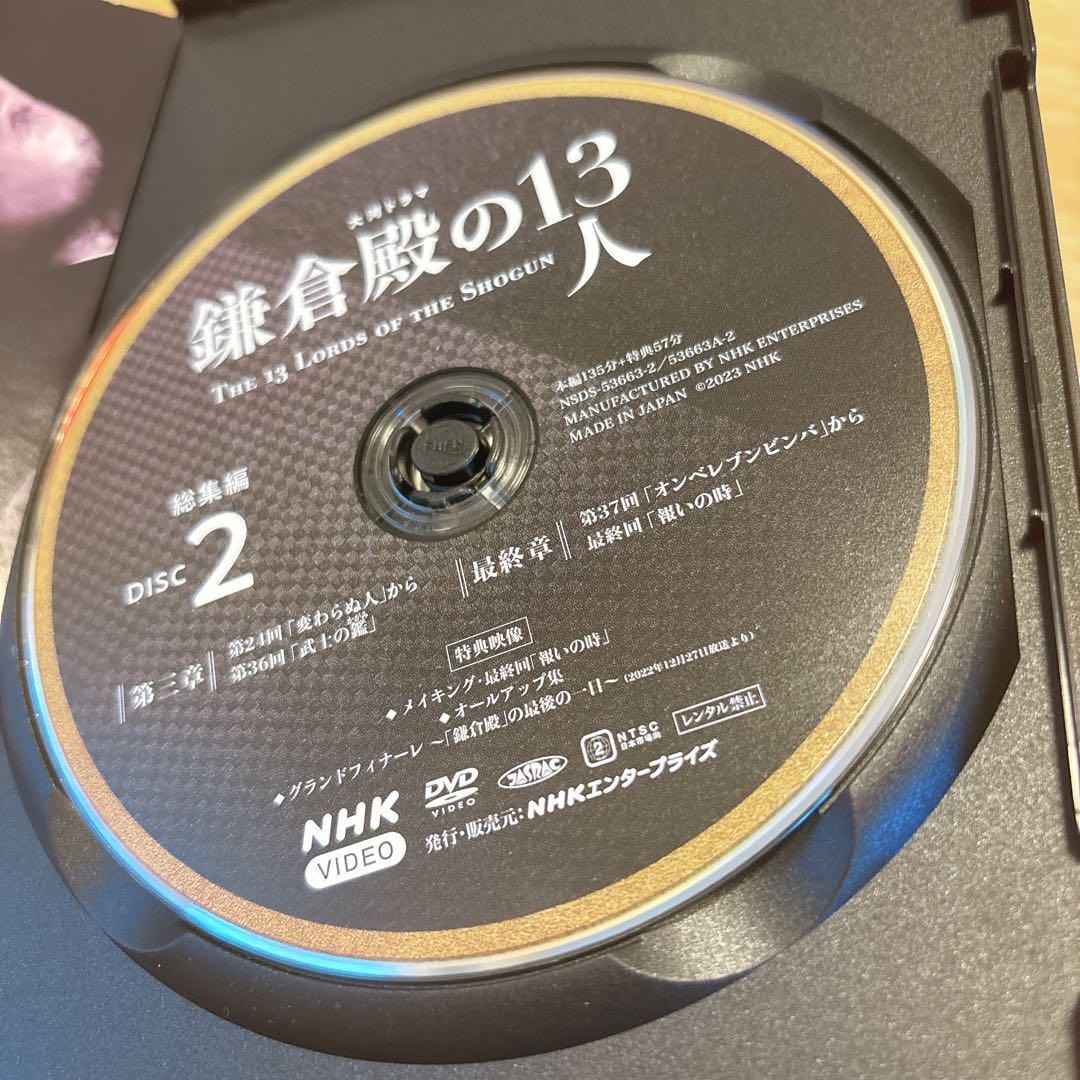 大河ドラマ
鎌倉殿の13人
THE 13 LORDS OF THE SHOGUN
本編135分+特典57分
NSDS-53663-2/53663A-2
MANUFACTURED BY NHK ENTERPRISES
MADE IN JAPAN ©2023 NHK
総集編
DISC 2
第三章
第24回「変わらぬ人」から
第36回「武士の鑑」
かがみ
最終章
第37回「オンベレブンビンバ」から
最終回「報いの時」
特典映像
◆メイキング・最終回「報いの時」
◆オールアップ集
◆グランドフィナーレ ～「鎌倉殿」の最後の一日～(2022年12月27日放送より)
NHK
VIDEO
DVD
VIDEO
JASRAC
2
NTSC
日本市場向
レンタル禁止
発行・販売元:NHKエンタープライズ